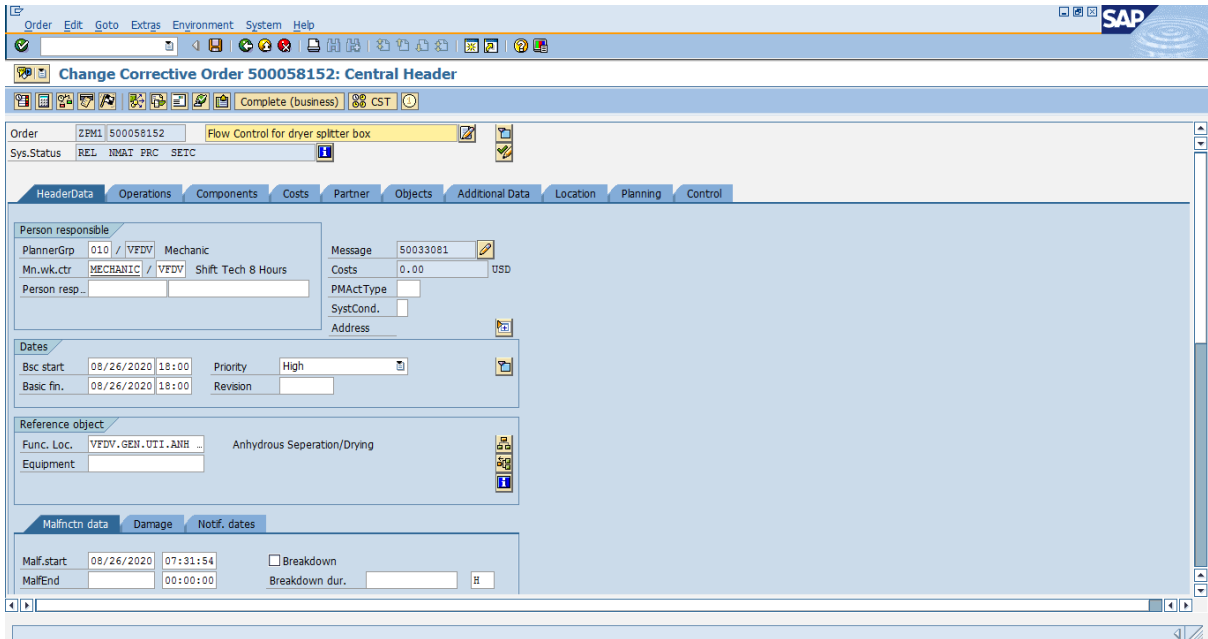 Order Edit Goto Extras Environment System Help
SAP
Change Corrective Order 500058152: Central Header
Complete (business) CST
Order ZPM1 500058152 Flow Control for dryer splitter box
Sys.Status REL NMAT PRC SETC
HeaderData Operations Components Costs Partner Objects Additional Data Location Planning Control
Person responsible
PlannerGrp 010 / VFDV Mechanic Message 50033081
Mn.wk.ctr MECHANIC / VFDV Shift Tech 8 Hours Costs 0.00 USD
Person resp... PMActType
SystCond.
Address
Dates
Bsc start 08/26/2020 18:00 Priority High
Basic fin. 08/26/2020 18:00 Revision
Reference object
Func. Loc. VFDV.GEN.UTI.ANH ... Anhydrous Seperation/Drying
Equipment
Malfnctn data Damage Notif. dates
Malf.start 08/26/2020 07:31:54 Breakdown
MalfEnd 00:00:00 Breakdown dur. H